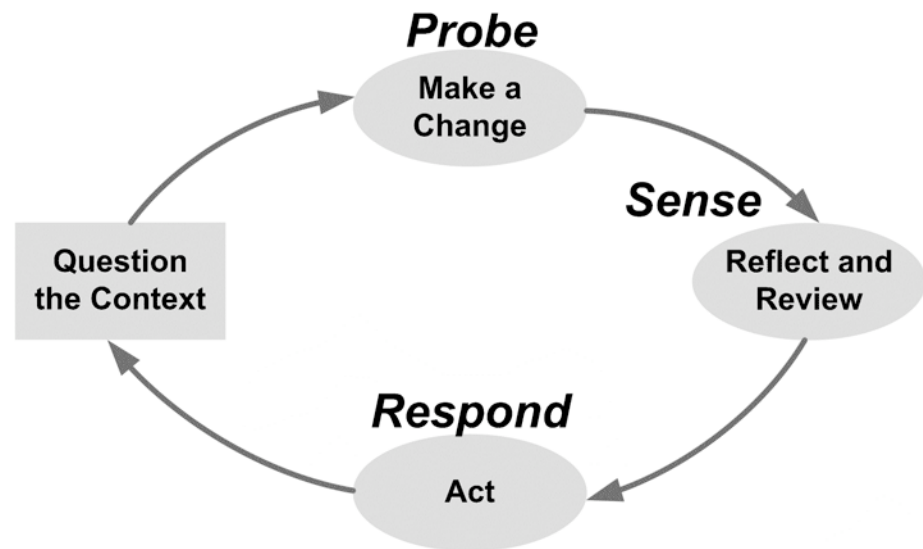 Probe
Make a
Change
Sense
Reflect and
Review
Respond
Act
Question
the Context